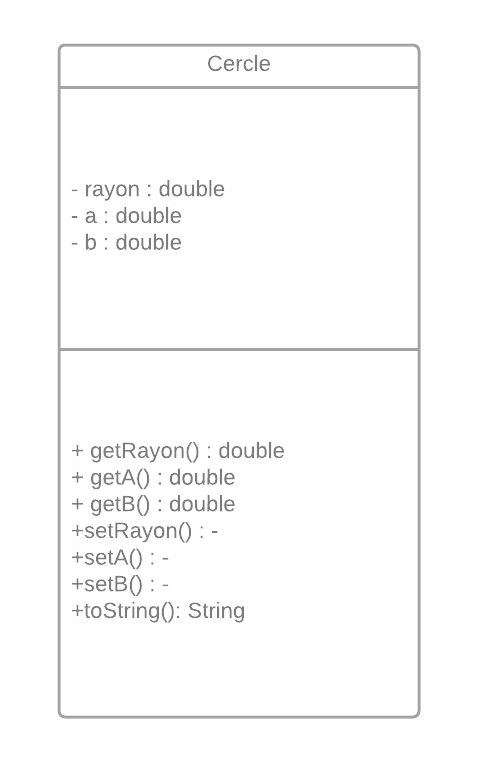 Cercle
- rayon : double
- a : double
- b : double
+ getRayon() : double
+ getA() : double
+ getB() : double
+setRayon() : -
+setA() : -
+setB() : -
+toString(): String